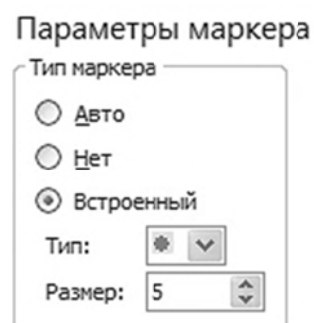 Параметры маркера
Тип маркера
Авто
Нет
Встроенный
Тип:
Размер: 5